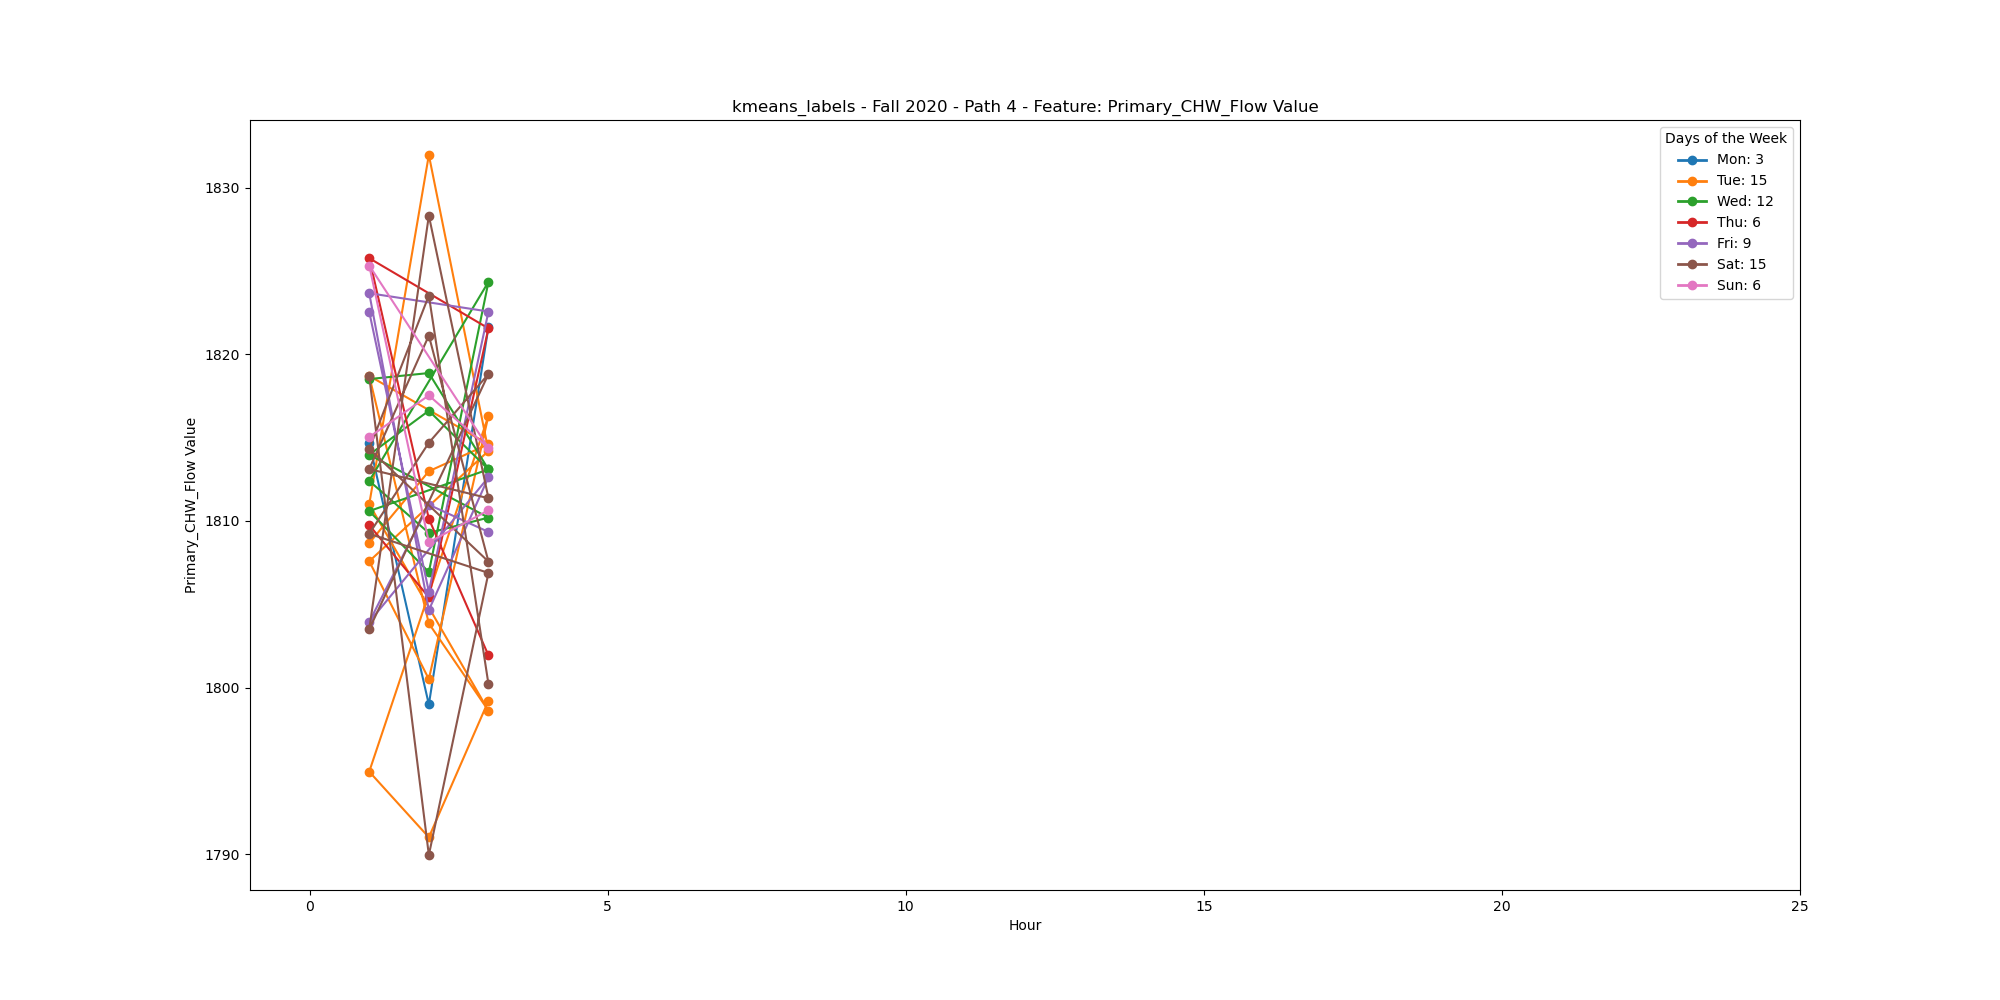 kmeans_labels - Fall 2020 - Path 4 - Feature: Primary_CHW_Flow Value
Days of the Week
Mon: 3
Tue: 15
Wed: 12
Thu: 6
Fri: 9
Sat: 15
Sun: 6
Primary_CHW_Flow Value
1830
1820
1810
1800
1790
0 5 10 15 20 25
Hour